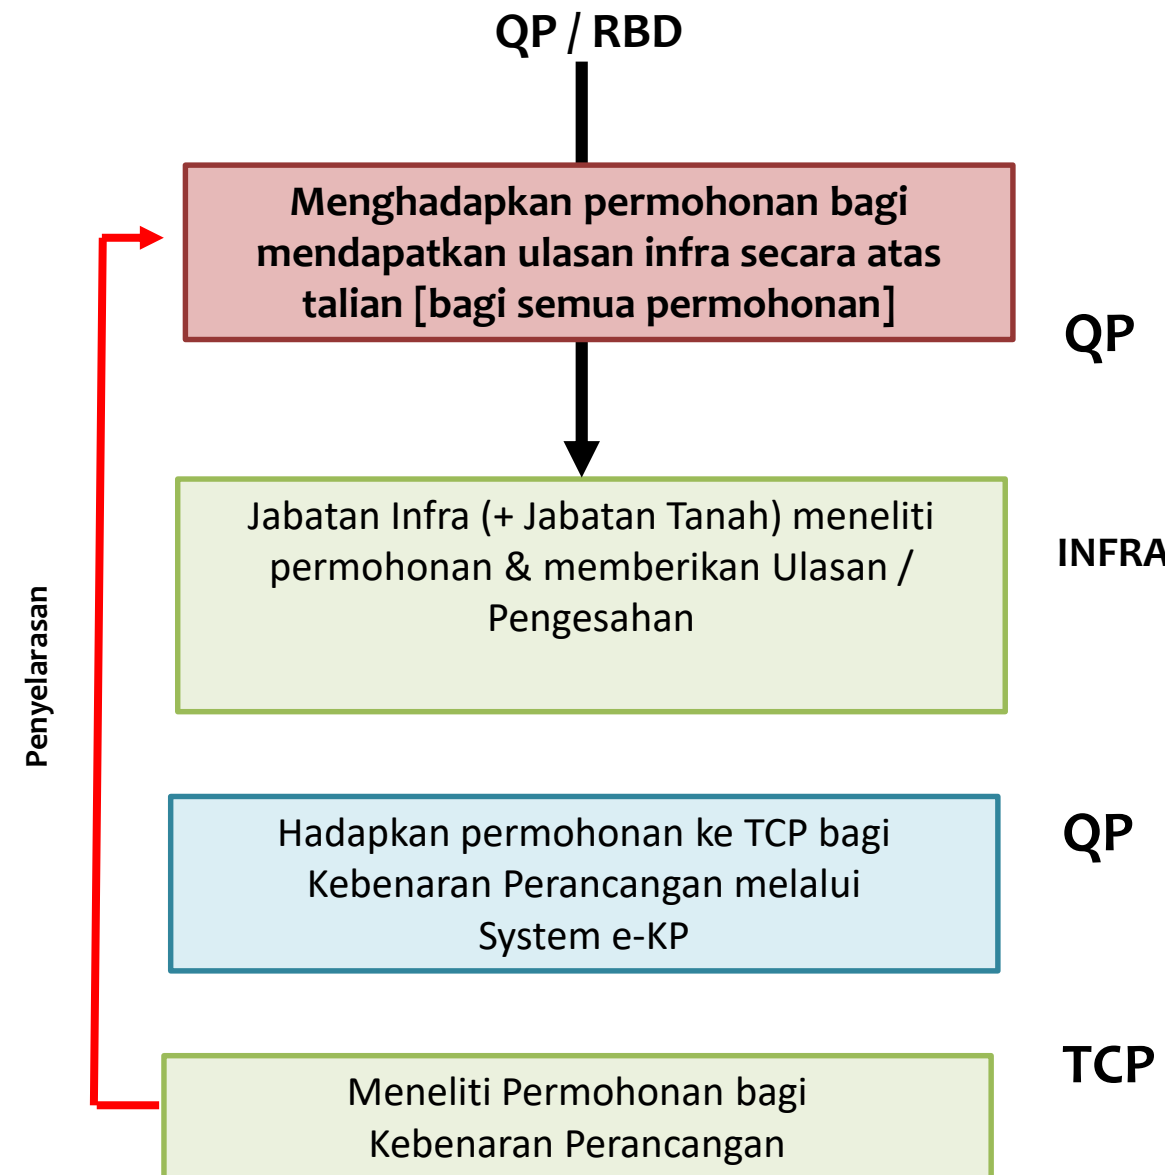 QP / RBD
Menghadapkan permohonan bagi
mendapatkan ulasan infra secara atas
talian [bagi semua permohonan]
QP
Jabatan Infra (+ Jabatan Tanah) meneliti
permohonan & memberikan Ulasan /
Pengesahan
INFRA
Penyelarasan
Hadapkan permohonan ke TCP bagi
Kebenaran Perancangan melalui
System e-KP
QP
TCP
Meneliti Permohonan bagi
Kebenaran Perancangan